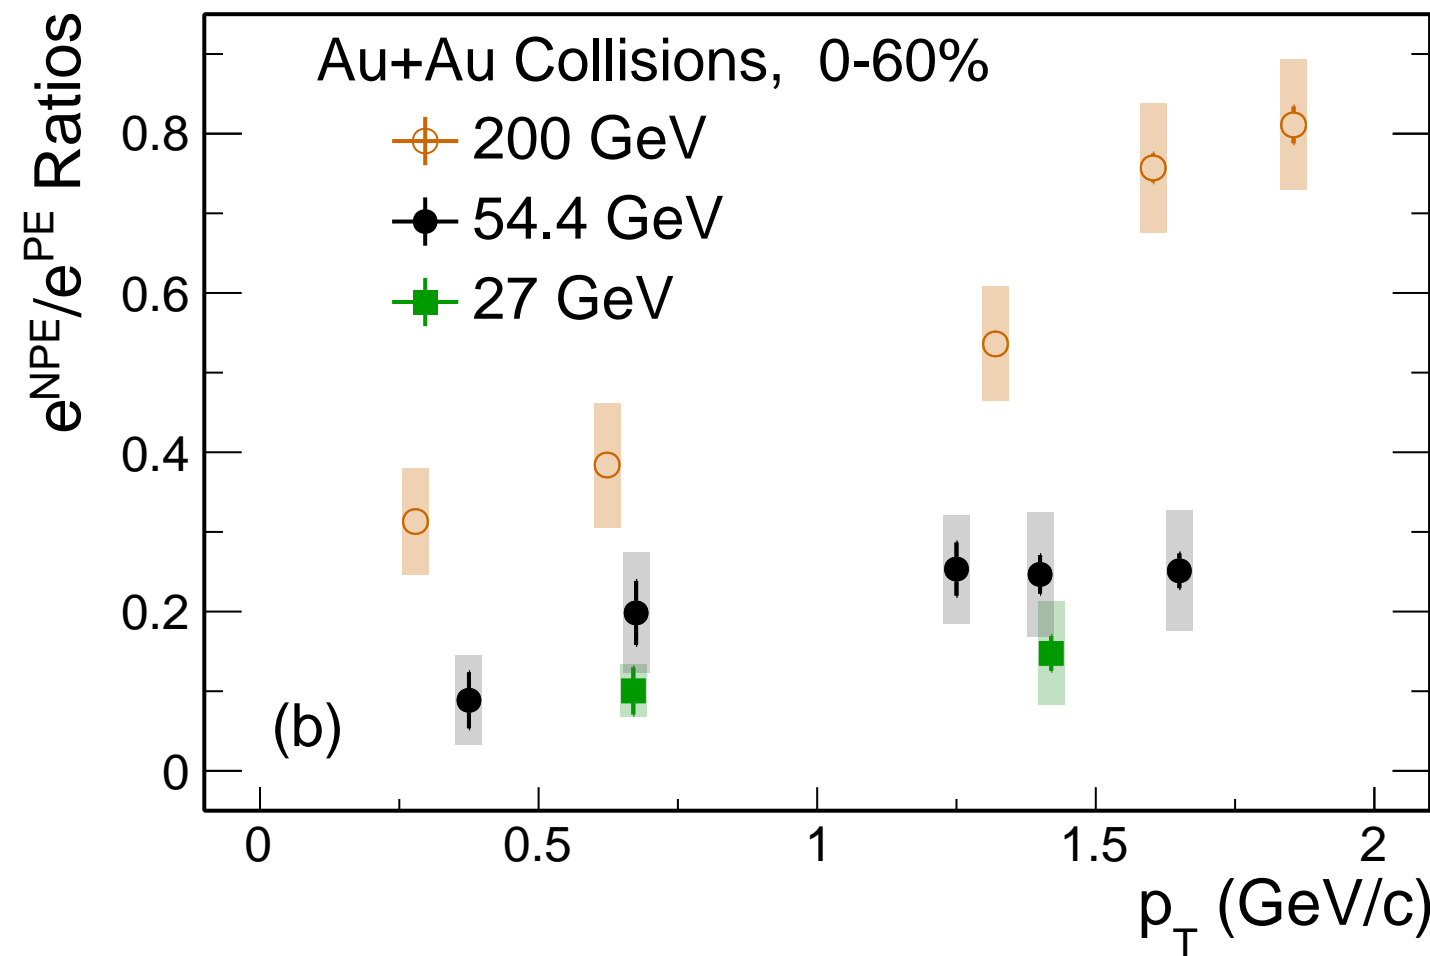 e^NPE/e^PE Ratios
Au+Au Collisions, 0-60%
200 GeV
54.4 GeV
27 GeV
0.8
0.6
0.4
0.2
0
(b)
0 0.5 1 1.5 2
p_T (GeV/c)